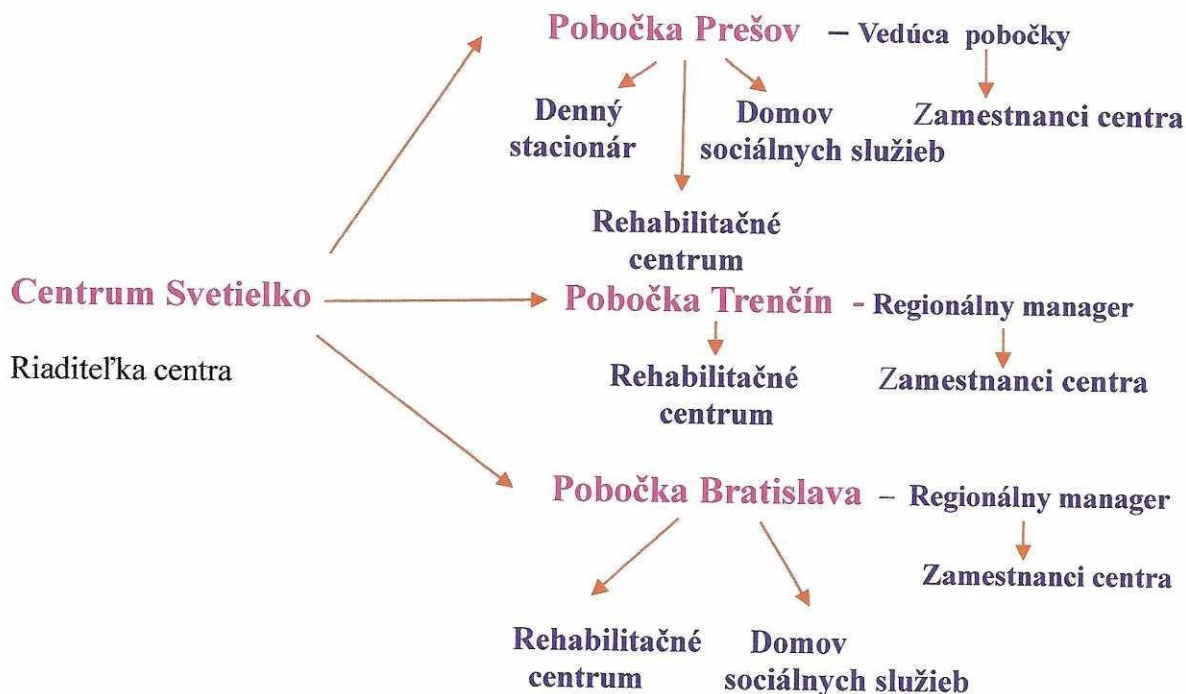 Pobočka Prešov – Vedúca pobočky
Denný
stacionár
Domov
sociálnych služieb
Zamestnanci centra
Rehabilitačné
centrum
Centrum Svetielko
Riaditeľka centra
Pobočka Trenčín - Regionálny manager
Rehabilitačné
centrum
Zamestnanci centra
Pobočka Bratislava – Regionálny manager
Zamestnanci centra
Rehabilitačné
centrum
Domov
sociálnych služieb